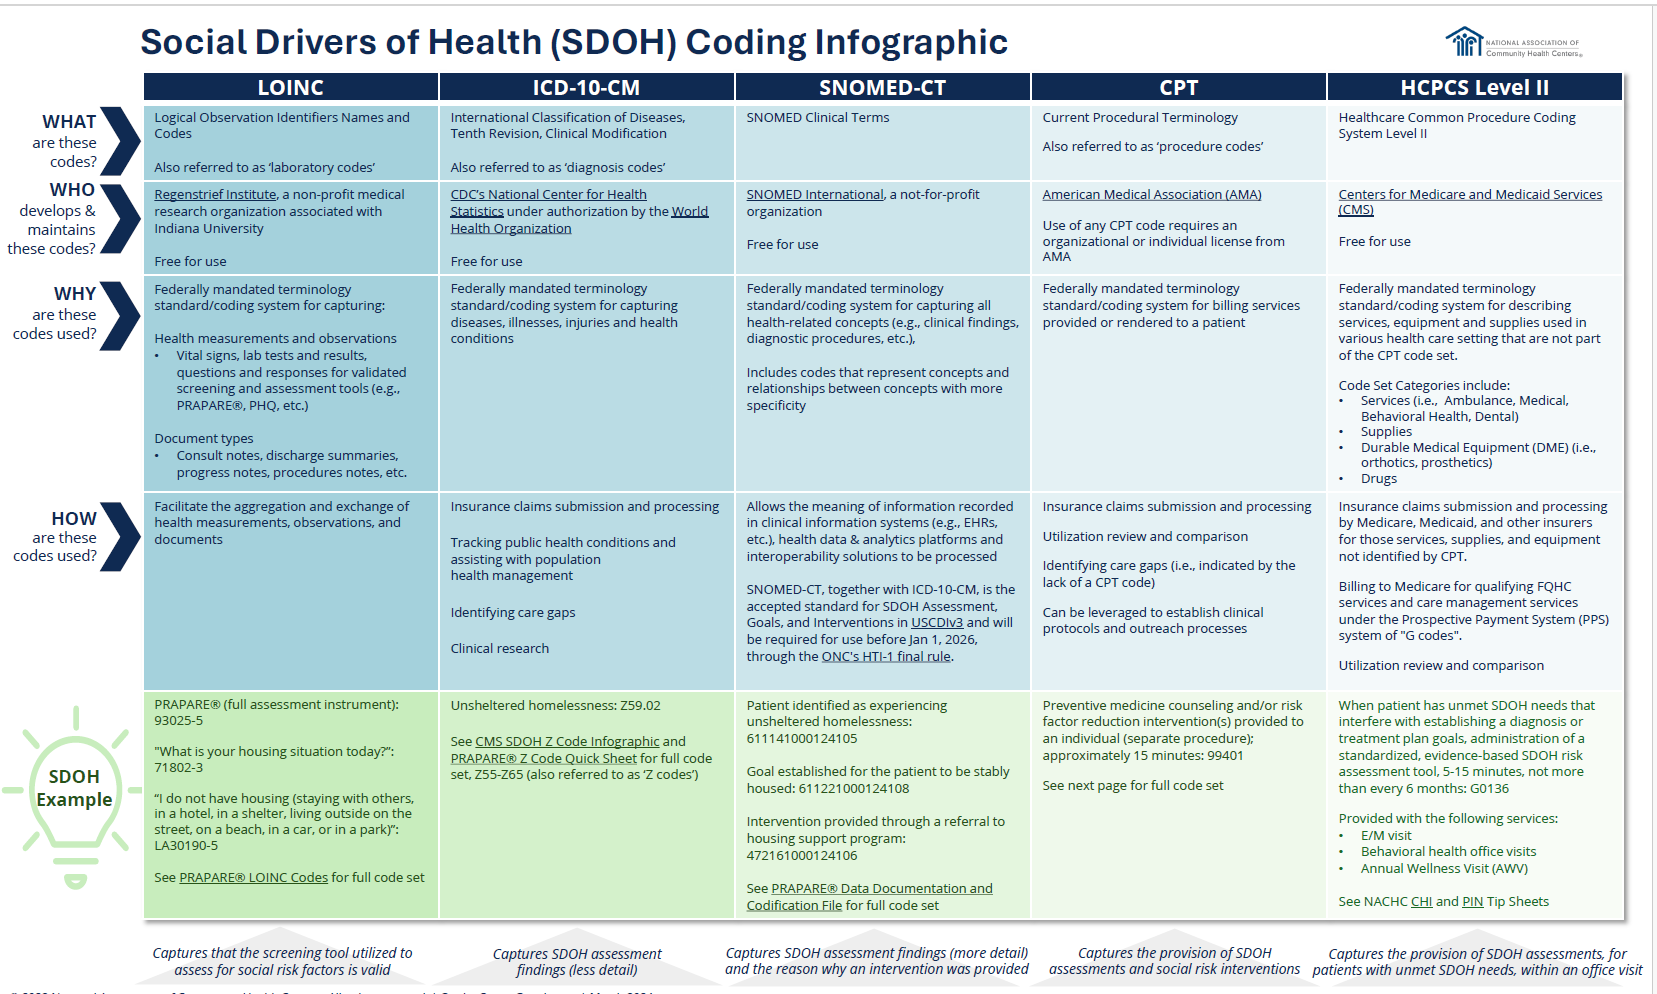 Social Drivers of Health (SDOH) Coding Infographic
NATIONAL ASSOCIATION OF
Community Health Centers®
LOINC
ICD-10-CM
SNOMED-CT
CPT
HCPCS Level II
WHAT
are these
codes?
Logical Observation Identifiers Names and
Codes
Also referred to as ‘laboratory codes’
International Classification of Diseases,
Tenth Revision, Clinical Modification
Also referred to as ‘diagnosis codes’
SNOMED Clinical Terms
Current Procedural Terminology
Also referred to as ‘procedure codes’
Healthcare Common Procedure Coding
System Level II
WHO
develops &
maintains
these codes?
Regenstrief Institute, a non-profit medical
research organization associated with
Indiana University
Free for use
CDC’s National Center for Health
Statistics under authorization by the World
Health Organization
Free for use
SNOMED International, a not-for-profit
organization
Free for use
American Medical Association (AMA)
Use of any CPT code requires an
organizational or individual license from
AMA
Centers for Medicare and Medicaid Services
(CMS)
Free for use
WHY
are these
codes used?
Federally mandated terminology
standard/coding system for capturing:
Health measurements and observations
• Vital signs, lab tests and results,
questions and responses for validated
screening and assessment tools (e.g.,
PRAPARE®, PHQ, etc.)
Document types
• Consult notes, discharge summaries,
progress notes, procedures notes, etc.
Federally mandated terminology
standard/coding system for capturing
diseases, illnesses, injuries and health
conditions
Federally mandated terminology
standard/coding system for capturing all
health-related concepts (e.g., clinical findings,
diagnostic procedures, etc.),
Includes codes that represent concepts and
relationships between concepts with more
specificity
Federally mandated terminology
standard/coding system for billing services
provided or rendered to a patient
Federally mandated terminology
standard/coding system for describing
services, equipment and supplies used in
various health care setting that are not part
of the CPT code set.
Code Set Categories include:
• Services (i.e., Ambulance, Medical,
Behavioral Health, Dental)
• Supplies
• Durable Medical Equipment (DME) (i.e.,
orthotics, prosthetics)
• Drugs
HOW
are these
codes used?
Facilitate the aggregation and exchange of
health measurements, observations, and
documents
Insurance claims submission and processing
Tracking public health conditions and
assisting with population
health management
Identifying care gaps
Clinical research
Allows the meaning of information recorded
in clinical information systems (e.g., EHRs,
etc.), health data & analytics platforms and
interoperability solutions to be processed
SNOMED-CT, together with ICD-10-CM, is the
accepted standard for SDOH Assessment,
Goals, and Interventions in USCDIv3 and will
be required for use before Jan 1, 2026,
through the ONC's HTI-1 final rule.
Insurance claims submission and processing
Utilization review and comparison
Identifying care gaps (i.e., indicated by the
lack of a CPT code)
Can be leveraged to establish clinical
protocols and outreach processes
Insurance claims submission and processing
by Medicare, Medicaid, and other insurers
for those services, supplies, and equipment
not identified by CPT.
Billing to Medicare for qualifying FQHC
services and care management services
under the Prospective Payment System (PPS)
system of "G codes".
Utilization review and comparison
SDOH
Example
PRAPARE® (full assessment instrument):
93025-5
"What is your housing situation today?”:
71802-3
“I do not have housing (staying with others,
in a hotel, in a shelter, living outside on the
street, on a beach, in a car, or in a park)”:
LA30190-5
See PRAPARE® LOINC Codes for full code set
Unsheltered homelessness: Z59.02
See CMS SDOH Z Code Infographic and
PRAPARE® Z Code Quick Sheet for full code
set, Z55-Z65 (also referred to as ‘Z codes’)
Patient identified as experiencing
unsheltered homelessness:
611141000124105
Goal established for the patient to be stably
housed: 611221000124108
Intervention provided through a referral to
housing support program:
472161000124106
See PRAPARE® Data Documentation and
Codification File for full code set
Preventive medicine counseling and/or risk
factor reduction intervention(s) provided to
an individual (separate procedure);
approximately 15 minutes: 99401
See next page for full code set
When patient has unmet SDOH needs that
interfere with establishing a diagnosis or
treatment plan goals, administration of a
standardized, evidence-based SDOH risk
assessment tool, 5-15 minutes, not more
than every 6 months: G0136
Provided with the following services:
• E/M visit
• Behavioral health office visits
• Annual Wellness Visit (AWV)
See NACHC CHI and PIN Tip Sheets
Captures that the screening tool utilized to
assess for social risk factors is valid
Captures SDOH assessment
findings (less detail)
Captures SDOH assessment findings (more detail)
and the reason why an intervention was provided
Captures the provision of SDOH
assessments and social risk interventions
Captures the provision of SDOH assessments, for
patients with unmet SDOH needs, within an office visit